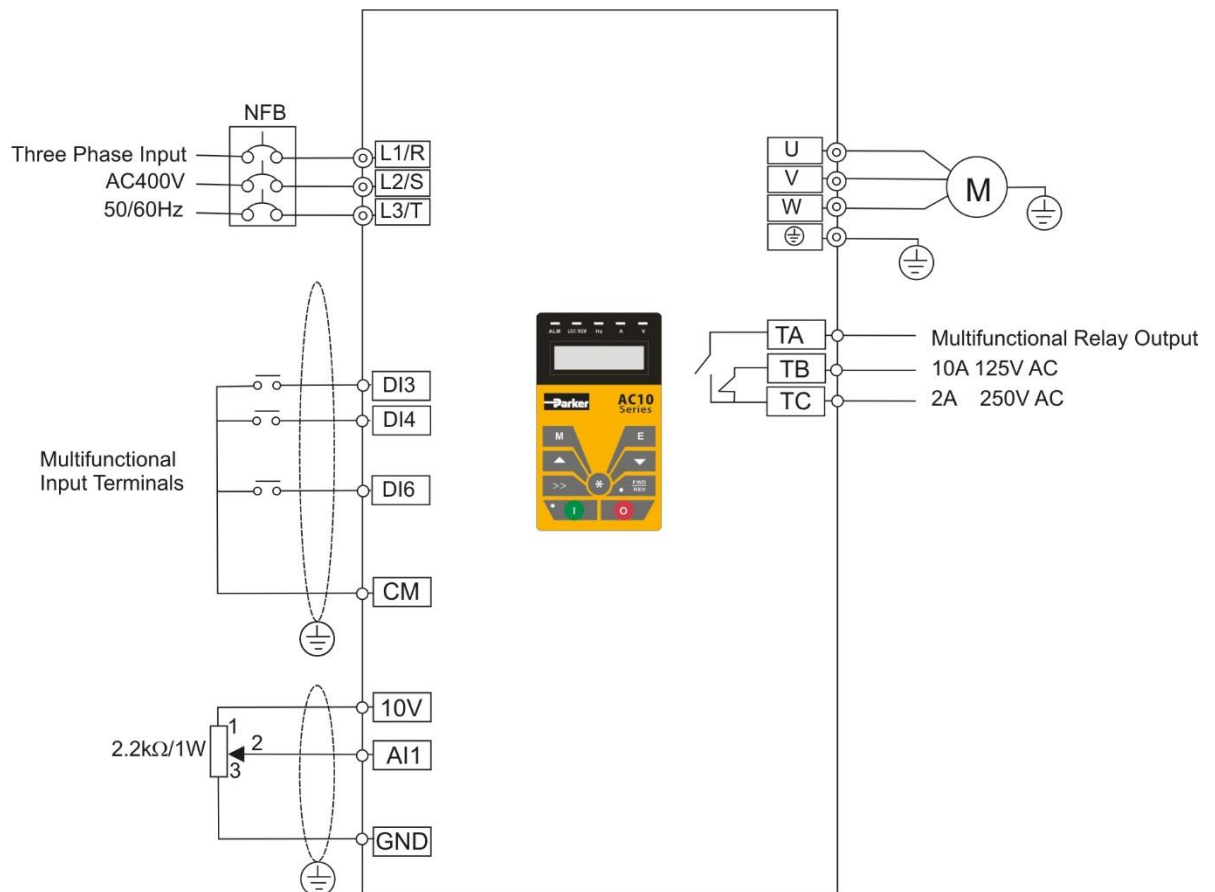 NFB
Three Phase Input
AC400V
50/60Hz
L1/R
L2/S
L3/T
U
V
W
M
Multifunctional
Input Terminals
DI3
DI4
DI6
CM
ALM LOC/REM Hz A V
Parker
AC10
Series
M
E
>>
*
FWD
REV
I
O
TA
TB
TC
Multifunctional Relay Output
10A 125V AC
2A 250V AC
2.2kΩ/1W
1
2
3
10V
AI1
GND